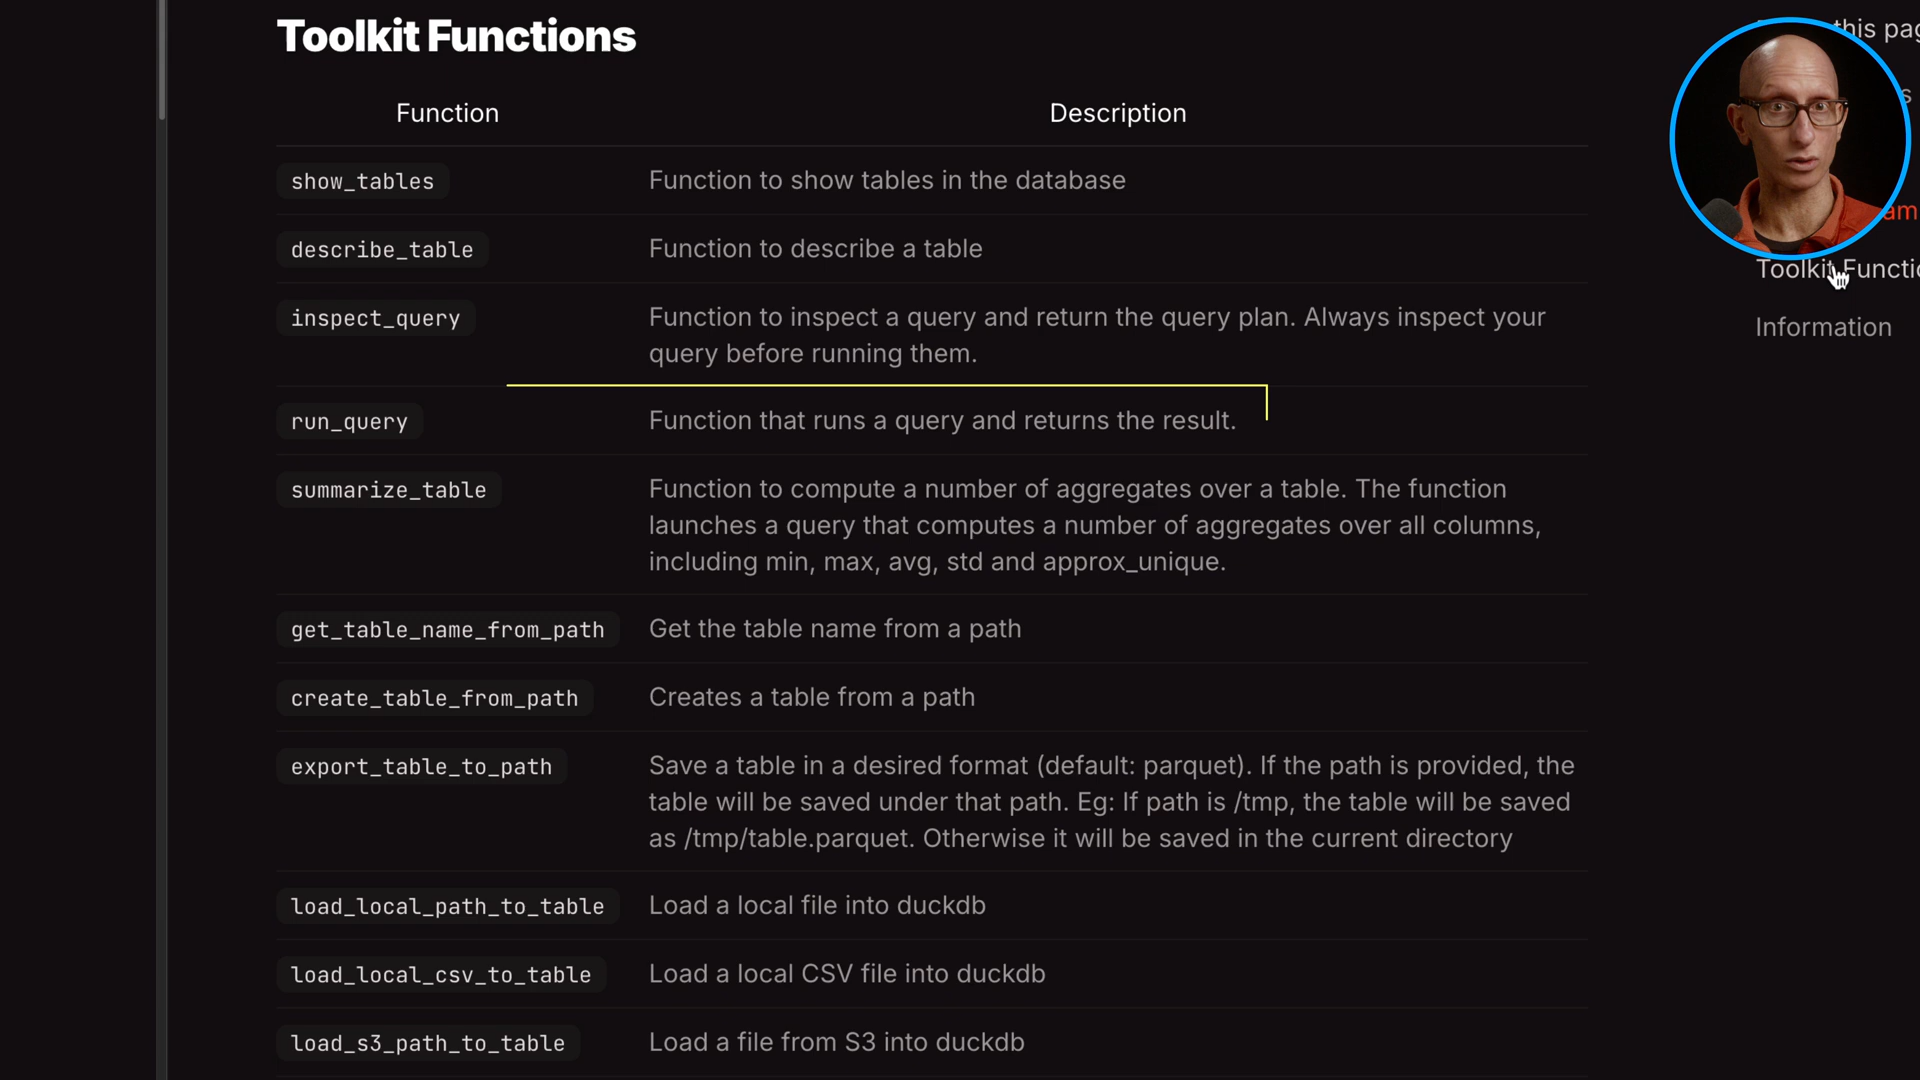 Toolkit Functions
Function Description
show_tables Function to show tables in the database
describe_table Function to describe a table
inspect_query Function to inspect a query and return the query plan. Always inspect your
query before running them.
run_query Function that runs a query and returns the result.
summarize_table Function to compute a number of aggregates over a table. The function
launches a query that computes a number of aggregates over all columns,
including min, max, avg, std and approx_unique.
get_table_name_from_path Get the table name from a path
create_table_from_path Creates a table from a path
export_table_to_path Save a table in a desired format (default: parquet). If the path is provided, the
table will be saved under that path. Eg: If path is /tmp, the table will be saved
as /tmp/table.parquet. Otherwise it will be saved in the current directory
load_local_path_to_table Load a local file into duckdb
load_local_csv_to_table Load a local CSV file into duckdb
load_s3_path_to_table Load a file from S3 into duckdb
this pag
s
am
Toolkit Functio
Information